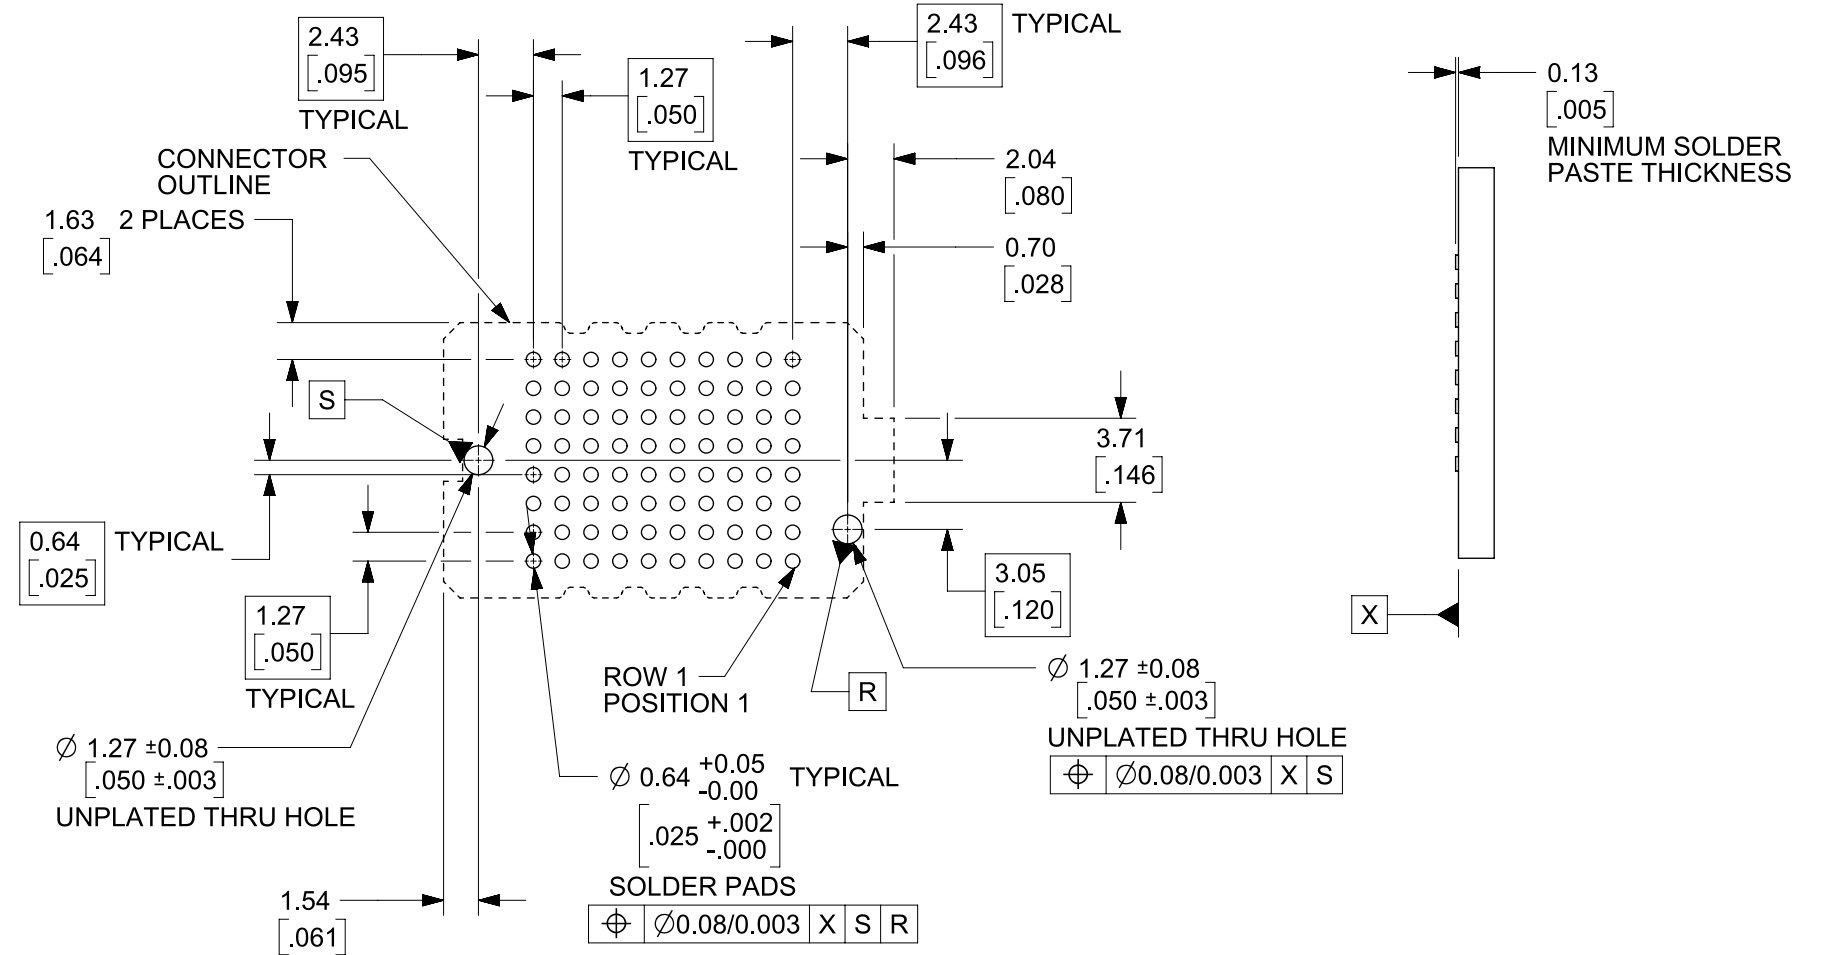 2.43
[.095]
TYPICAL
2.43 TYPICAL
[.096]
1.27
[.050]
TYPICAL
0.13
[.005]
MINIMUM SOLDER
PASTE THICKNESS
CONNECTOR
OUTLINE
2.04
[.080]
1.63 2 PLACES
[.064]
0.70
[.028]
S
3.71
[.146]
0.64 TYPICAL
[.025]
3.05
[.120]
1.27
[.050]
TYPICAL
X
ROW 1
POSITION 1
R
∅ 1.27 ±0.08
[.050 ±.003]
UNPLATED THRU HOLE
⌖ ∅0.08/0.003 X S
∅ 1.27 ±0.08
[.050 ±.003]
UNPLATED THRU HOLE
∅ 0.64 +0.05 TYPICAL
-0.00
[.025 +.002
-.000]
SOLDER PADS
⌖ ∅0.08/0.003 X S R
1.54
[.061]